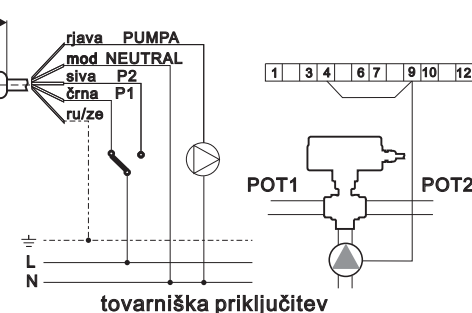 rjava PUMPA
mod NEUTRAL
siva P2
črna P1
ru/ze
L
N
1 3 4 6 7 9 10 12
POT1 POT2
tovarniška priključitev